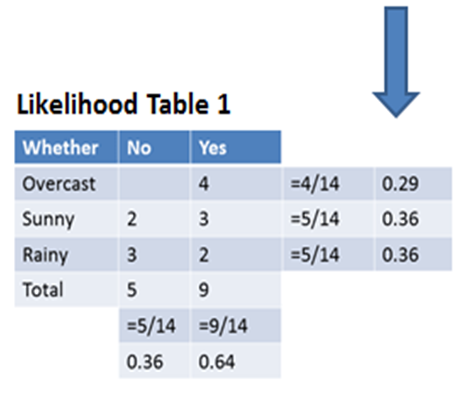 Likelihood Table 1
Whether No Yes
Overcast 4 =4/14 0.29
Sunny 2 3 =5/14 0.36
Rainy 3 2 =5/14 0.36
Total 5 9
=5/14 =9/14
0.36 0.64